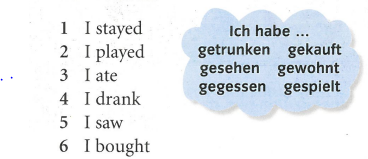 1 I stayed
2 I played
3 I ate
4 I drank
5 I saw
6 I bought
Ich habe ...
getrunken gekauft
gesehen gewohnt
gegessen gespielt